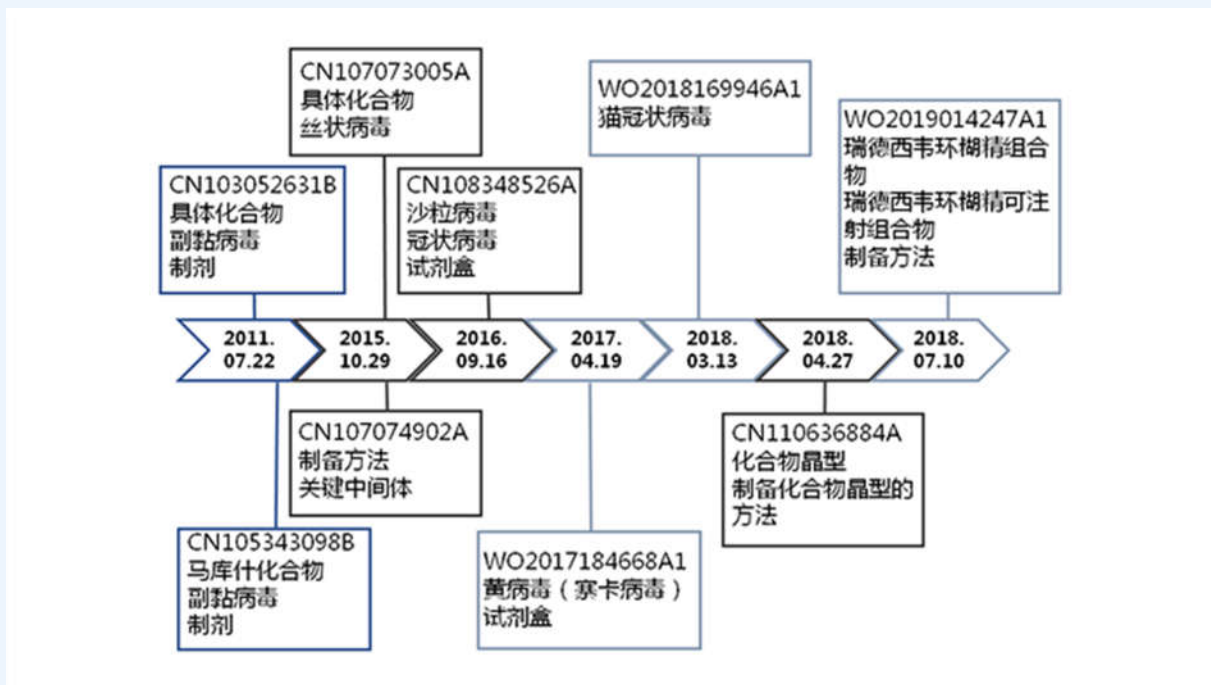 CN107073005A
具体化合物
丝状病毒
WO2018169946A1
猫冠状病毒
WO2019014247A1
瑞德西韦环糊精组合
物
瑞德西韦环糊精可注
射组合物
制备方法
CN103052631B
具体化合物
副黏病毒
制剂
CN108348526A
沙粒病毒
冠状病毒
试剂盒
2011.
07.22
2015.
10.29
2016.
09.16
2017.
04.19
2018.
03.13
2018.
04.27
2018.
07.10
CN107074902A
制备方法
关键中间体
CN110636884A
化合物晶型
制备化合物晶型的
方法
CN105343098B
马库什化合物
副黏病毒
制剂
WO2017184668A1
黄病毒（寨卡病毒）
试剂盒